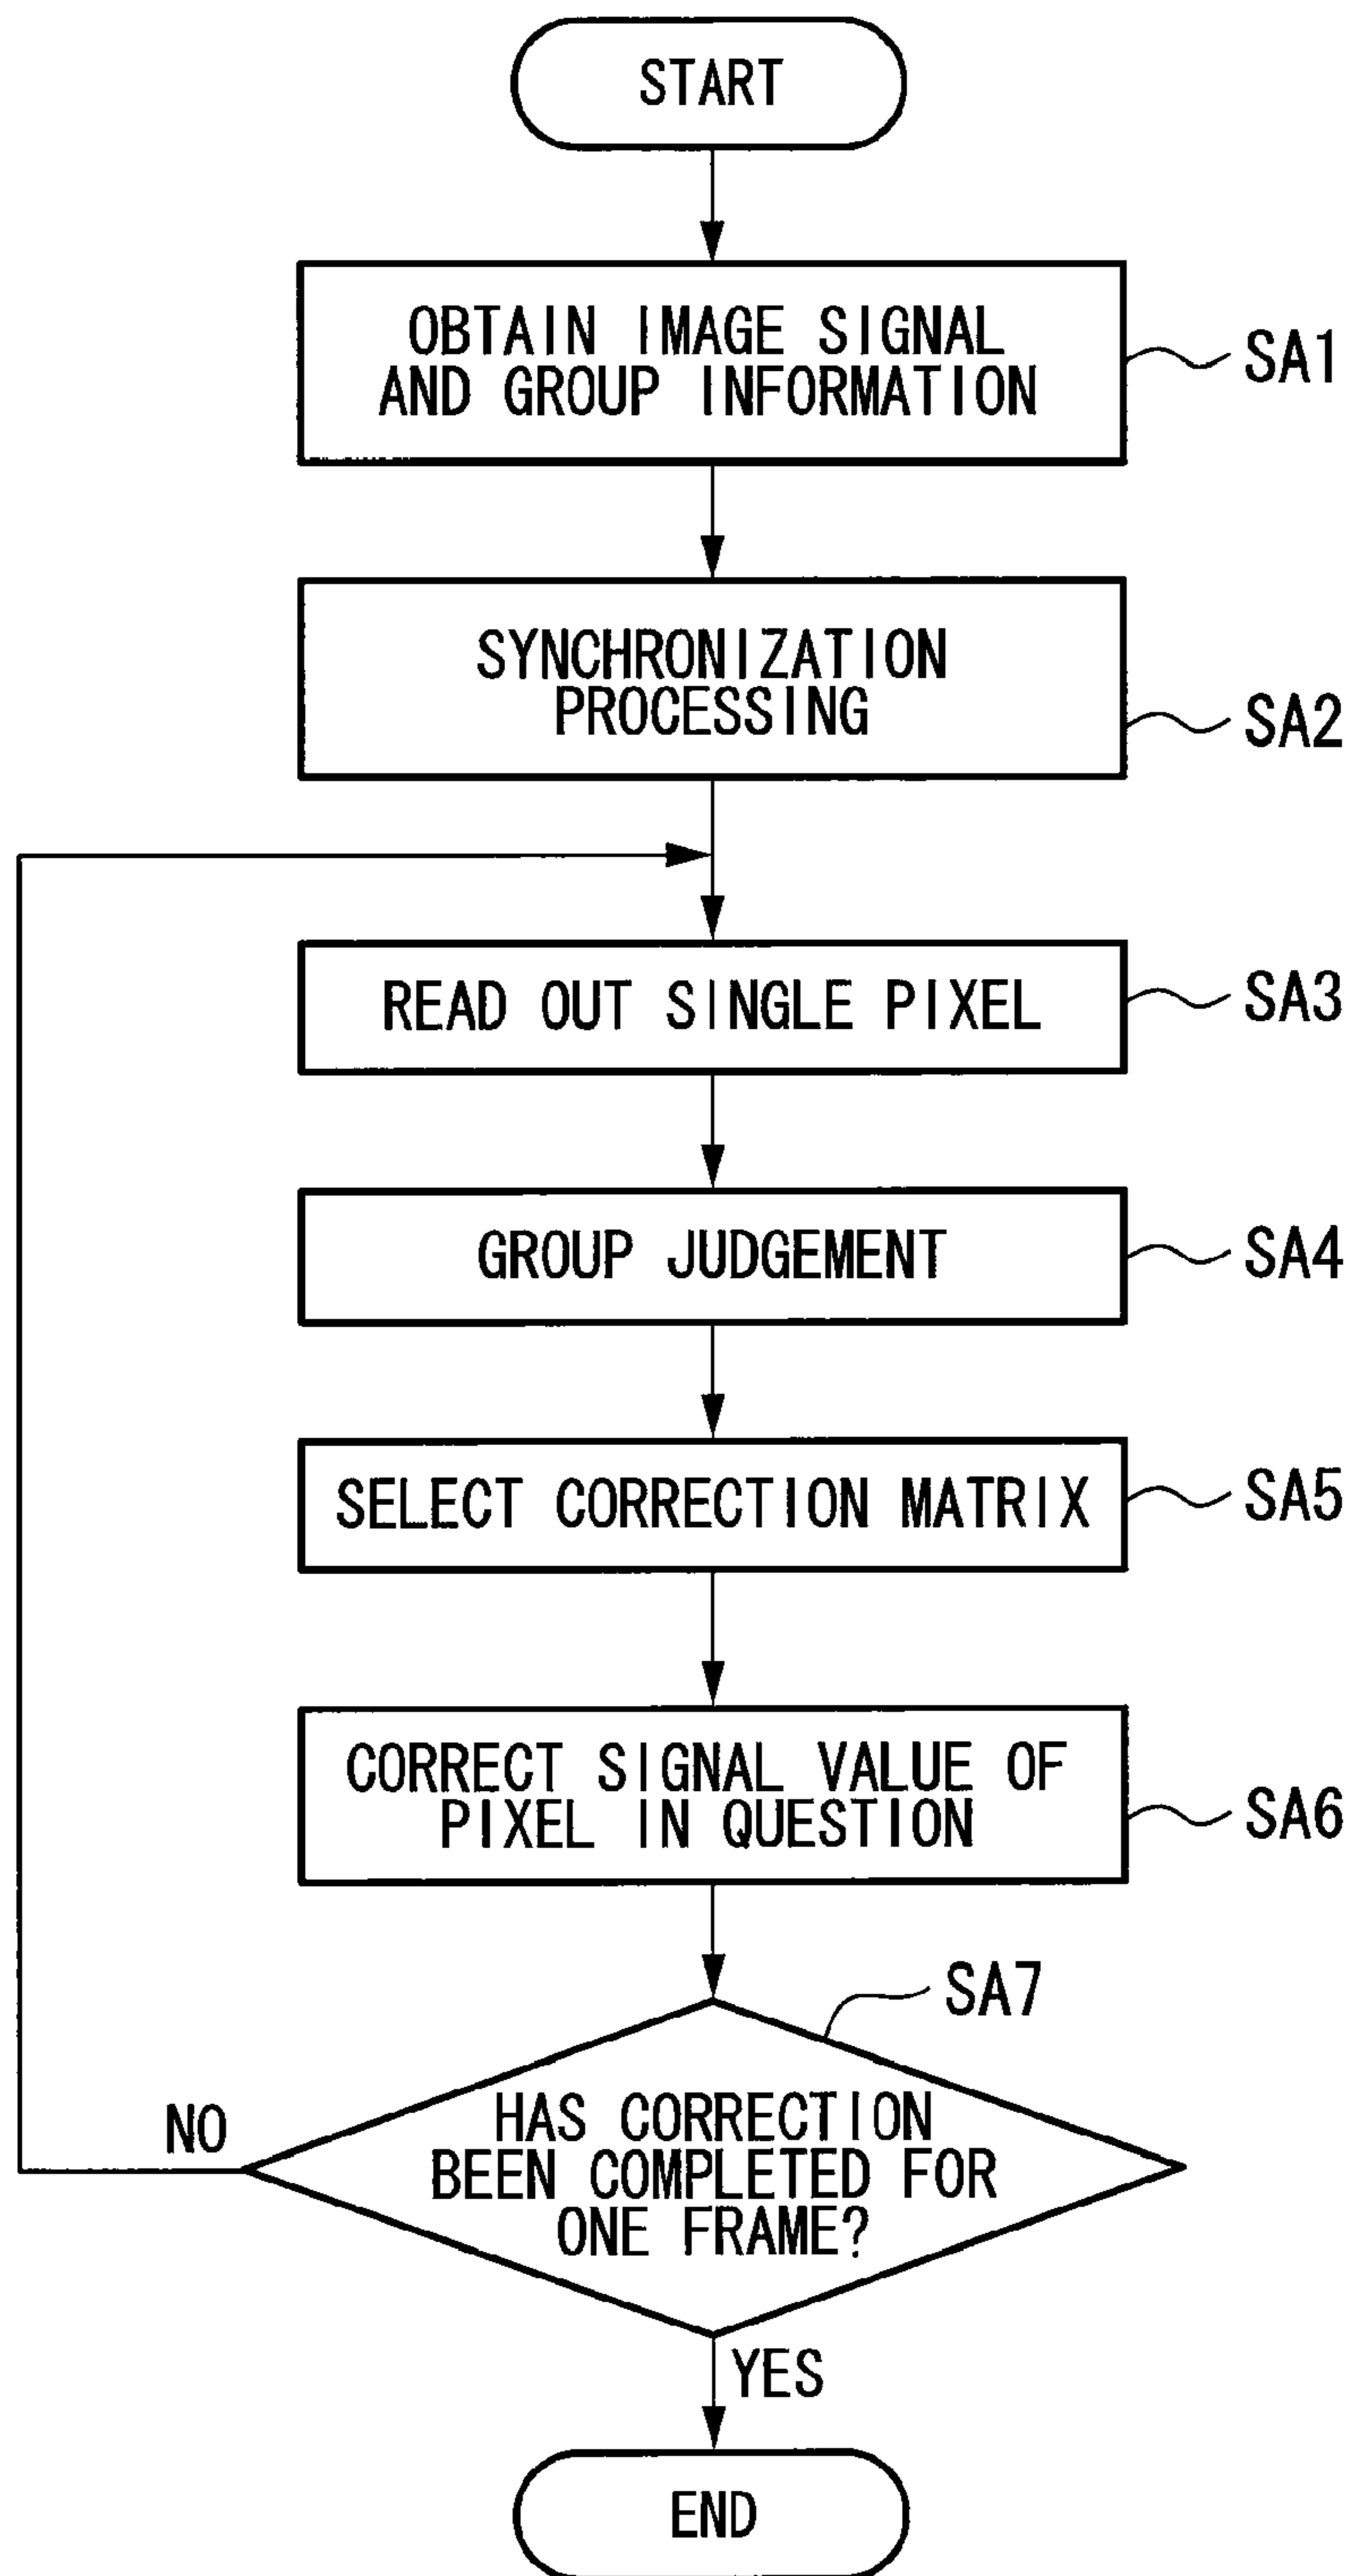 START
OBTAIN IMAGE SIGNAL
AND GROUP INFORMATION
SA1
SYNCHRONIZATION
PROCESSING
SA2
READ OUT SINGLE PIXEL
SA3
GROUP JUDGEMENT
SA4
SELECT CORRECTION MATRIX
SA5
CORRECT SIGNAL VALUE OF
PIXEL IN QUESTION
SA6
SA7
HAS CORRECTION
BEEN COMPLETED FOR
ONE FRAME?
NO
YES
END